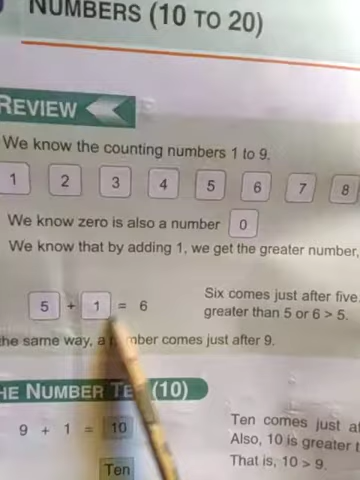 NUMBERS (10 TO 20)
REVIEW
We know the counting numbers 1 to 9.
1 2 3 4 5 6 7 8
We know zero is also a number 0
We know that by adding 1, we get the greater number,
5 + 1 = 6
Six comes just after five.
greater than 5 or 6 > 5.
the same way, a number comes just after 9.
THE NUMBER TEN (10)
9 + 1 = 10
Ten
Ten comes just
Also, 10 is greater
That is, 10 > 9.